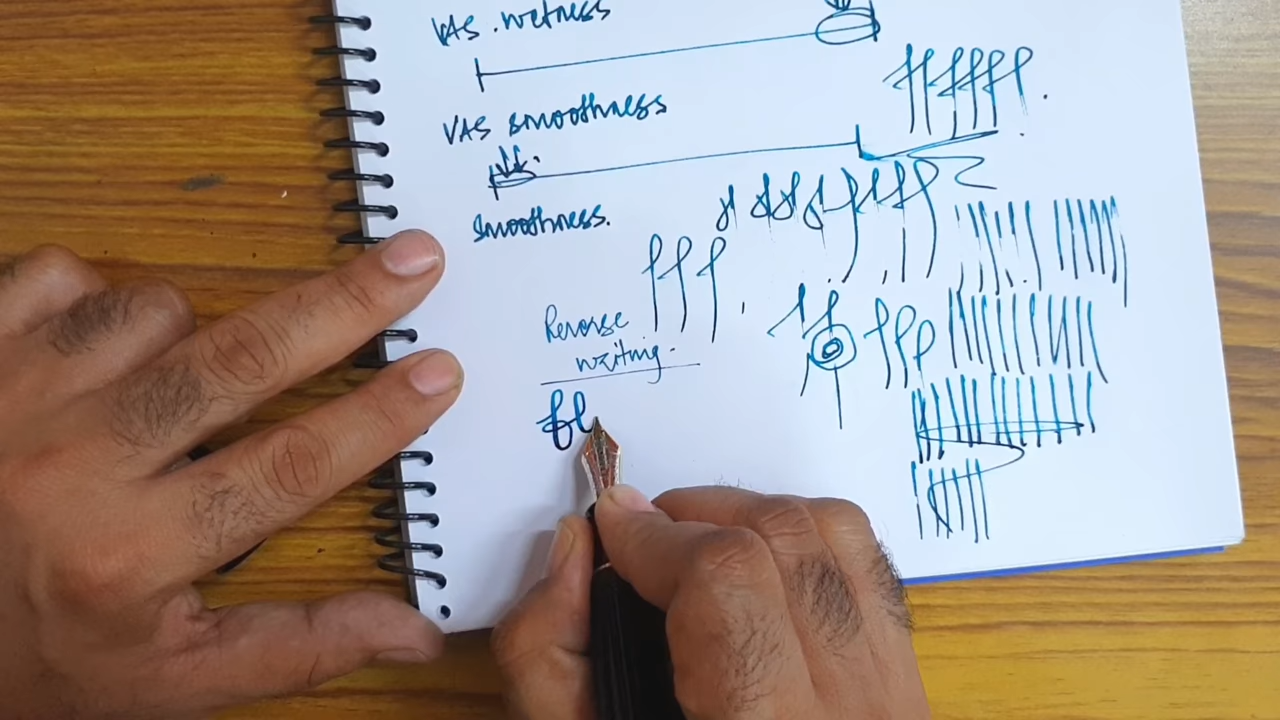 VAS. wetness
VAS smoothness
smoothness.
Reverse
writing.